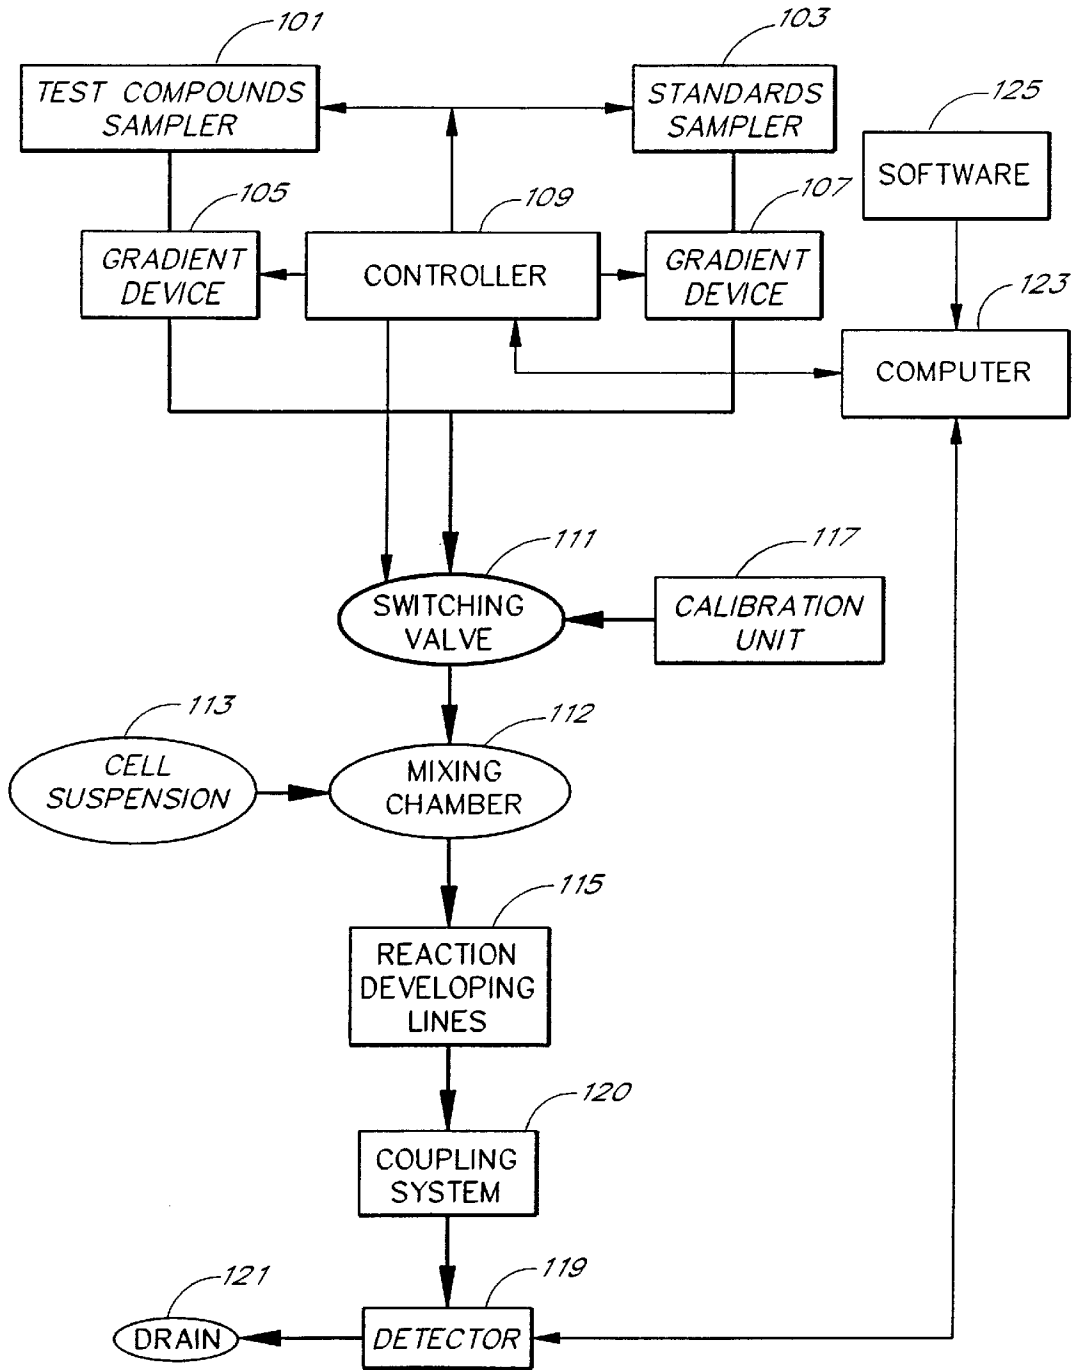 101
TEST COMPOUNDS
SAMPLER
103
STANDARDS
SAMPLER
125
SOFTWARE
105
GRADIENT
DEVICE
109
CONTROLLER
107
GRADIENT
DEVICE
123
COMPUTER
111
SWITCHING
VALVE
117
CALIBRATION
UNIT
113
CELL
SUSPENSION
112
MIXING
CHAMBER
115
REACTION
DEVELOPING
LINES
120
COUPLING
SYSTEM
119
DETECTOR
121
DRAIN